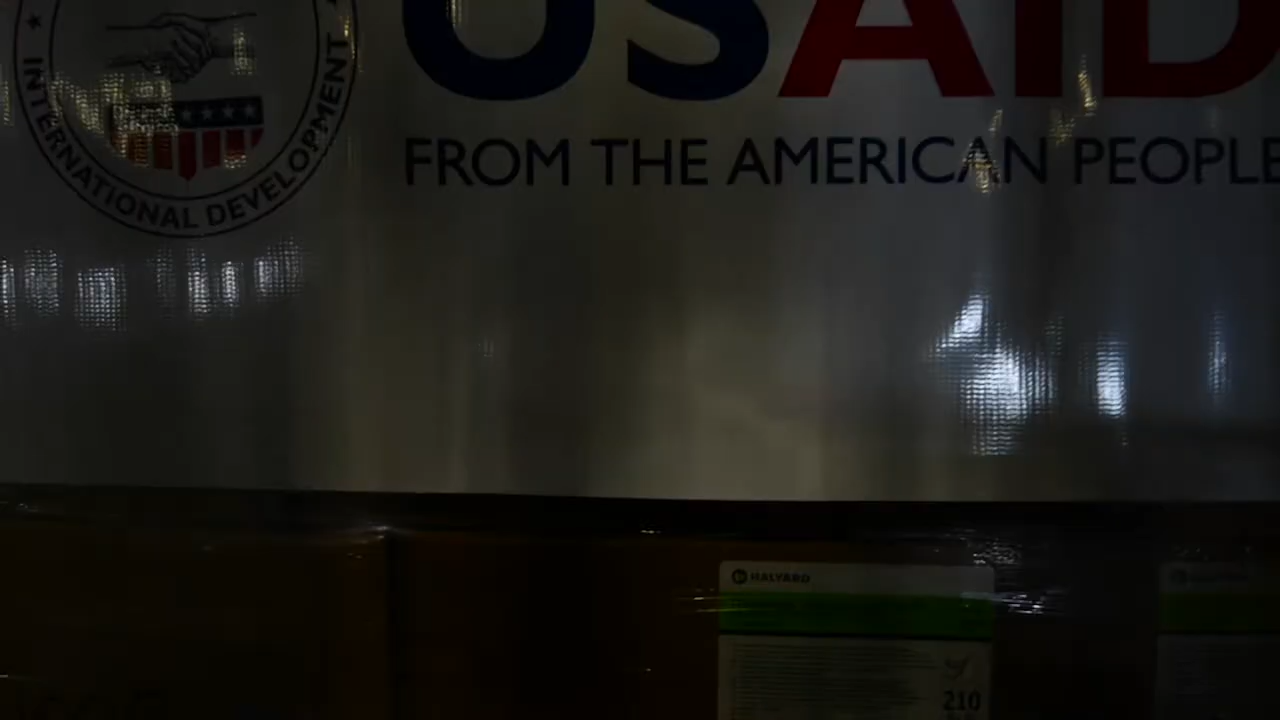 USAID
INTERNATIONAL DEVELOPMENT
FROM THE AMERICAN PEOPLE
HALYARD
210